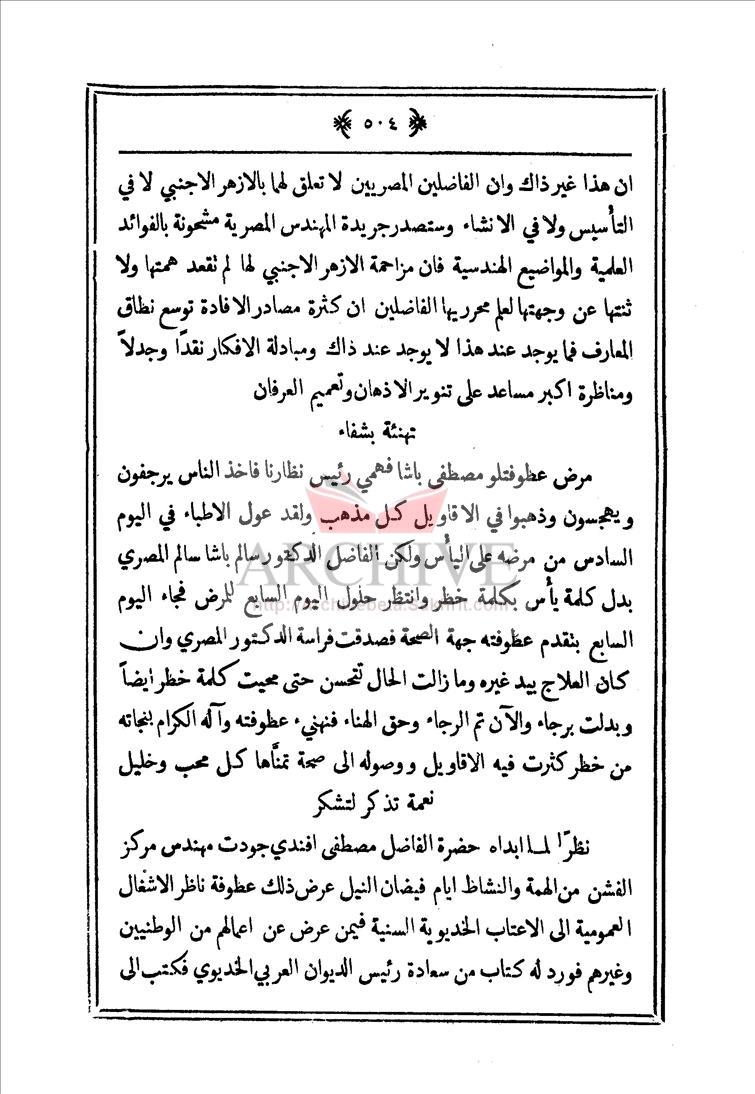 ﴿ ٥٠٤ ﴾
ان هذا غير ذاك وان الفاضلين المصريين لا تعلق لهما بالازهر الاجنبي لا في
التأسيس ولا في الانشاء وستصدر جريدة المهندس المصرية مشحونة بالفوائد
العلمية والمواضيع الهندسية فان مزاحمة الازهر الاجنبي لها لم تقعد همتها ولا
ثنتها عن وجهتها لعلم محرريها الفاضلين ان كثرة مصادر الافادة توسع نطاق
المعارف فما يوجد عند هذا لا يوجد عند ذاك ومبادلة الافكار نقدًا وجدلاً
ومناظرة اكبر مساعد على تنوير الاذهان وتعميم العرفان
تهنئة بشفاء
مرض عطوفتلو مصطفى باشا فهمي رئيس نظارنا فاخذ الناس يرجفون
ويهجسون وذهبوا في الاقاويل كل مذهب ولقد عول الاطباء في اليوم
السادس من مرضه على اليأس ولكن الفاضل الدكتور سالم باشا سالم المصري
بدل كلمة يأس بكلمة خطر وانتظر حلول اليوم السابع للمرض فجاء اليوم
السابع بتقدم عطوفته جهة الصحة فصدقت فراسة الدكتور المصري وان
كان العلاج بيد غيره وما زالت الحال تتحسن حتى محيت كلمة خطر ايضاً
وبدلت برجاء والآن تم الرجاء وحق الهناء فنهنيء عطوفته وآله الكرام بنجاته
من خطر كثرت فيه الاقاويل ووصوله الى صحة تمنَّاها كل محب وخليل
نعمة تذكر لتشكر
نظرًا لما ابداه حضرة الفاضل مصطفى افندي جودت مهندس مركز
الفشن من الهمة والنشاط ايام فيضان النيل عرض ذلك عطوفة ناظر الاشغال
العمومية الى الاعتاب الخديوية السنية فيمن عرض عن اعمالهم من الوطنيين
وغيرهم فورد له كتاب من سعادة رئيس الديوان العربي الخديوي فكتب الى
ARCHIVE